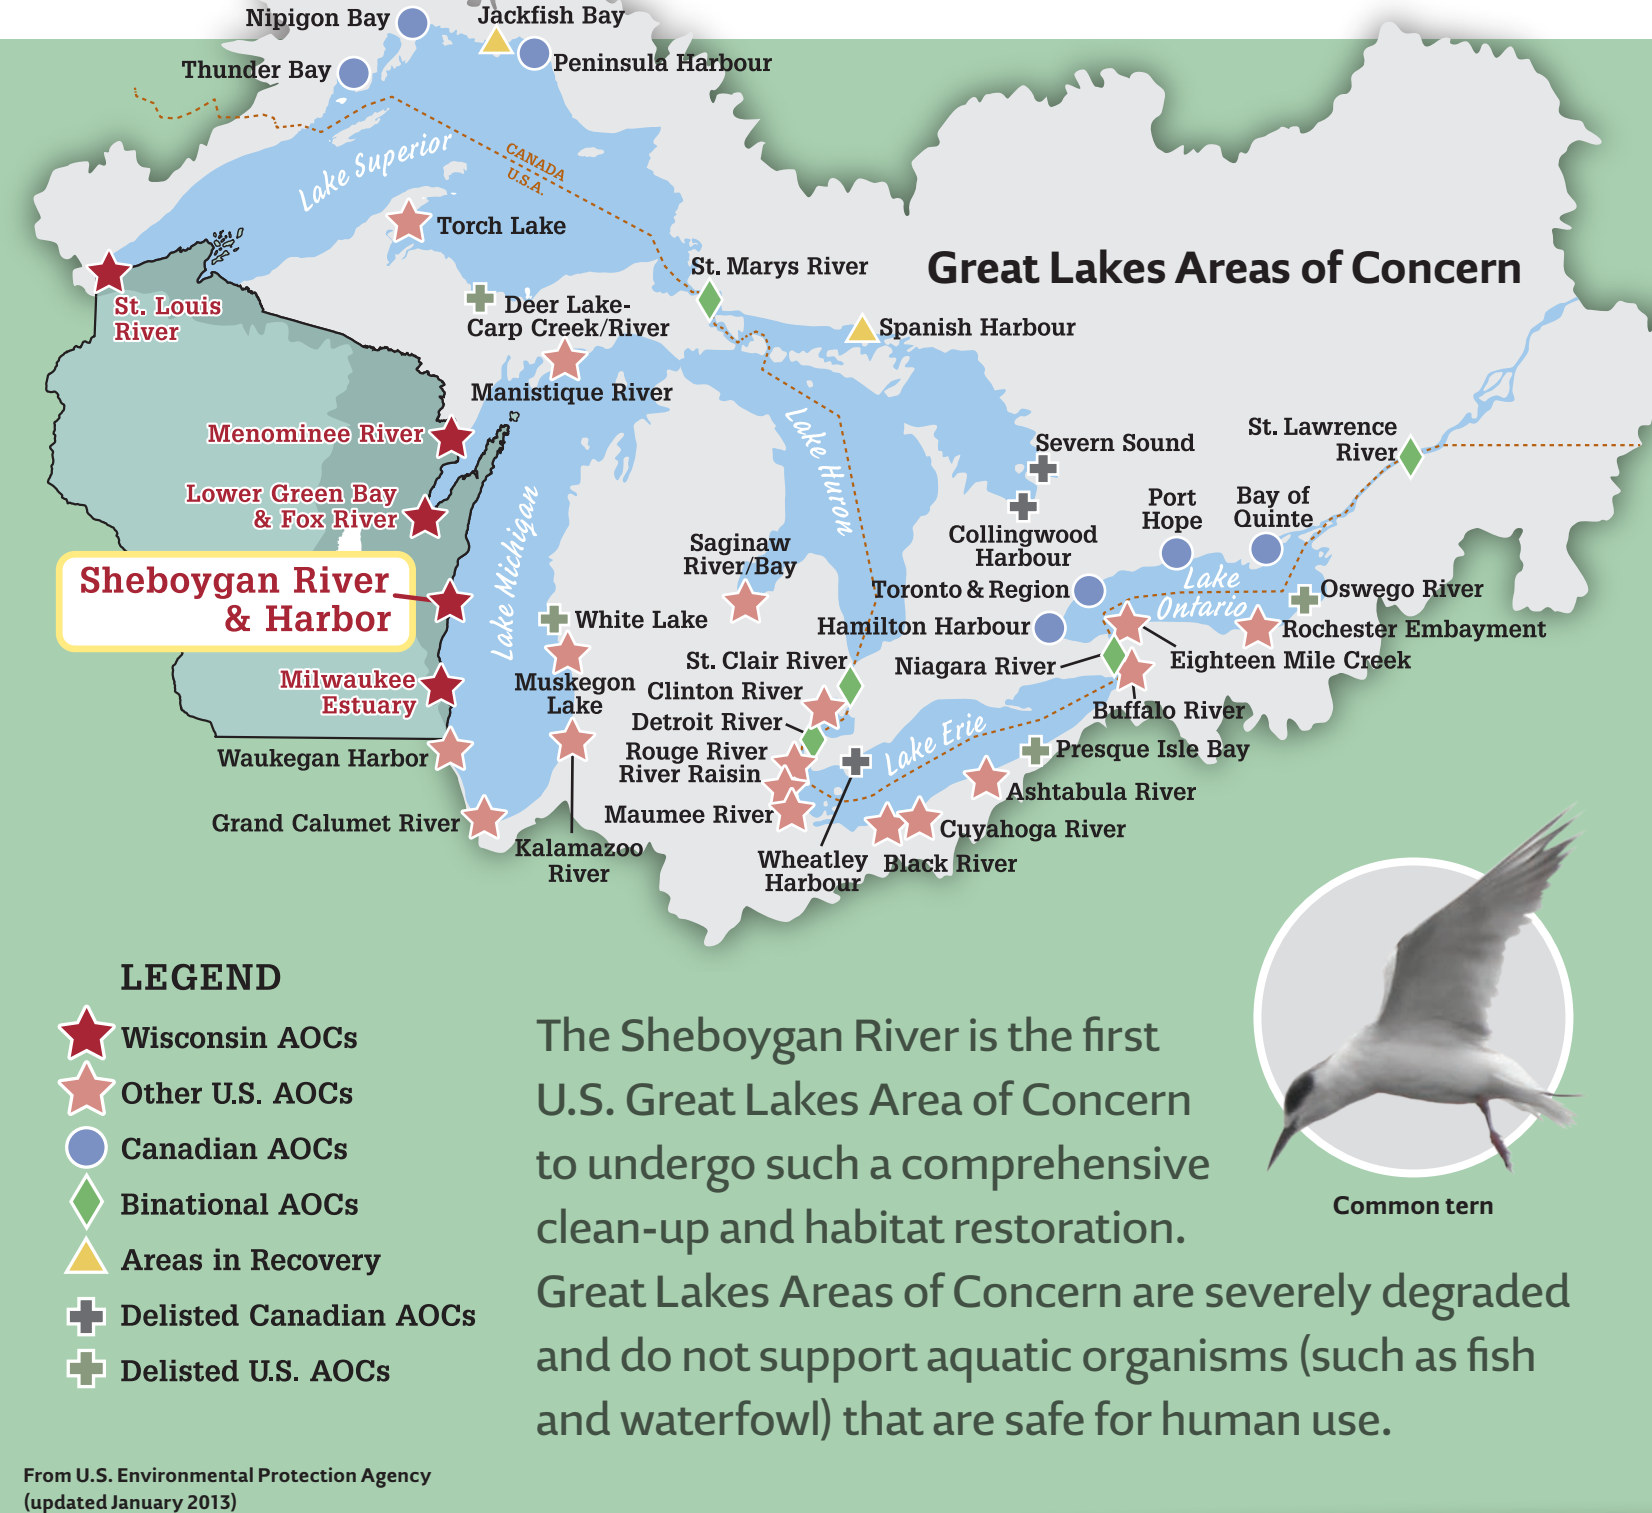 Nipigon Bay
Jackfish Bay
Thunder Bay
Peninsula Harbour
Lake Superior
CANADA
U.S.A.
Torch Lake
St. Marys River
Great Lakes Areas of Concern
St. Louis
River
Deer Lake-
Carp Creek/River
Spanish Harbour
Manistique River
Lake Huron
Menominee River
Severn Sound
St. Lawrence
River
Lower Green Bay
& Fox River
Lake Michigan
Port
Hope
Bay of
Quinte
Collingwood
Harbour
Saginaw
River/Bay
Sheboygan River
& Harbor
Toronto & Region
Lake
Ontario
Oswego River
White Lake
Hamilton Harbour
Rochester Embayment
St. Clair River
Niagara River
Eighteen Mile Creek
Milwaukee
Estuary
Muskegon
Lake
Clinton River
Detroit River
Buffalo River
Waukegan Harbor
Rouge River
River Raisin
Lake Erie
Presque Isle Bay
Maumee River
Ashtabula River
Grand Calumet River
Cuyahoga River
Kalamazoo
River
Wheatley
Harbour
Black River
LEGEND
Wisconsin AOCs
Other U.S. AOCs
Canadian AOCs
Binational AOCs
Areas in Recovery
Delisted Canadian AOCs
Delisted U.S. AOCs
The Sheboygan River is the first
U.S. Great Lakes Area of Concern
to undergo such a comprehensive
clean-up and habitat restoration.
Great Lakes Areas of Concern are severely degraded
and do not support aquatic organisms (such as fish
and waterfowl) that are safe for human use.
Common tern
From U.S. Environmental Protection Agency
(updated January 2013)